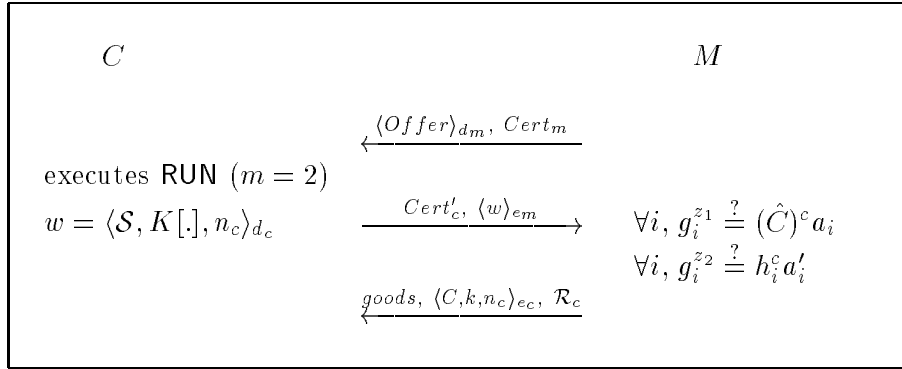 C M
⟨Offer⟩_{d_m}, Cert_m
executes RUN (m = 2)
w = ⟨𝒮, K[.], n_c⟩_{d_c} Cert′_c, ⟨w⟩_{e_m} ∀i, g_i^{z_1} ≟ (Ĉ)^c a_i
∀i, g_i^{z_2} ≟ h_i^c a′_i
goods, ⟨C,k,n_c⟩_{e_c}, ℛ_c